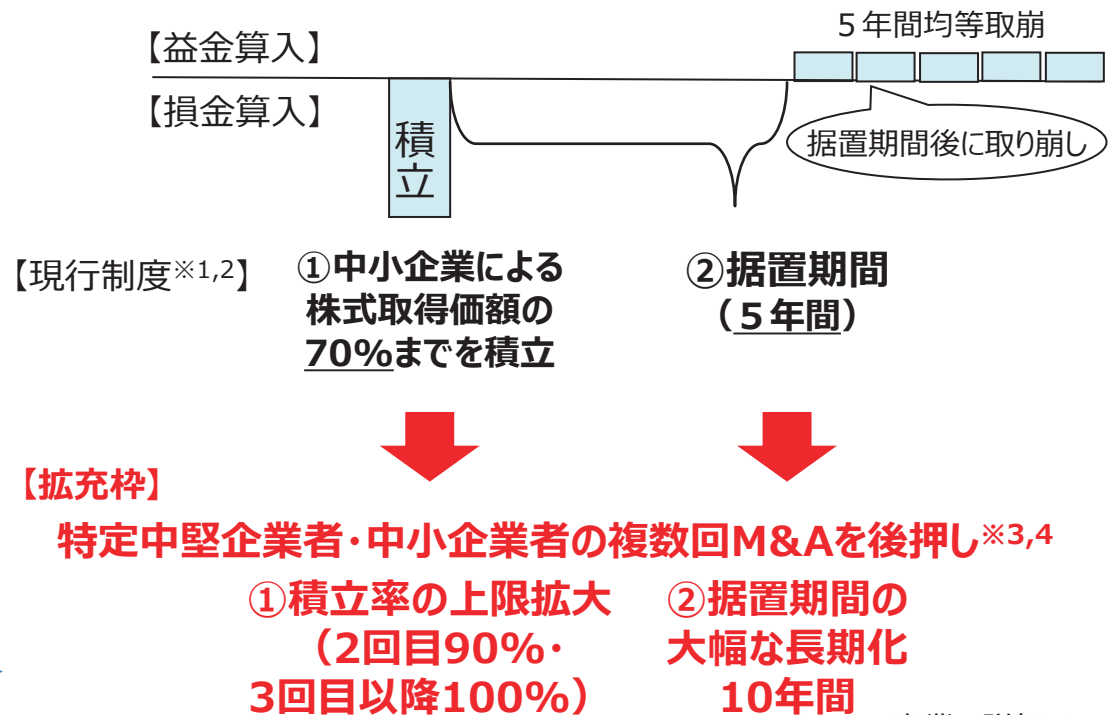 ５年間均等取崩
【益金算入】
【損金算入】
積立
据置期間後に取り崩し
【現行制度※1,2】
①中小企業による
株式取得価額の
70%までを積立
②据置期間
（５年間）
【拡充枠】
特定中堅企業者・中小企業者の複数回M&Aを後押し※3,4
①積立率の上限拡大
（2回目90%・
3回目以降100%）
②据置期間の
大幅な長期化
10年間